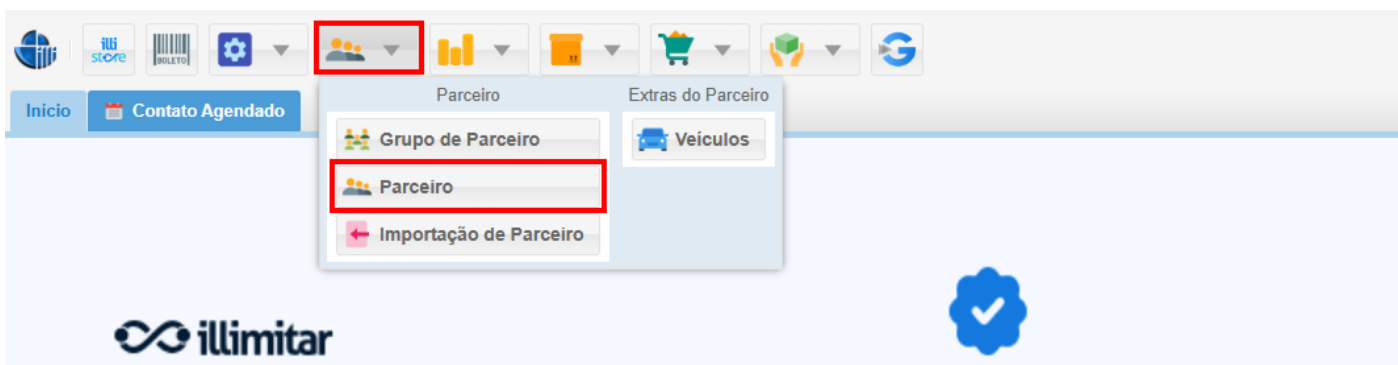 illi
illi
store
BOLETO
Início
Contato Agendado
Parceiro
Extras do Parceiro
Grupo de Parceiro
Veículos
Parceiro
Importação de Parceiro
illimitar